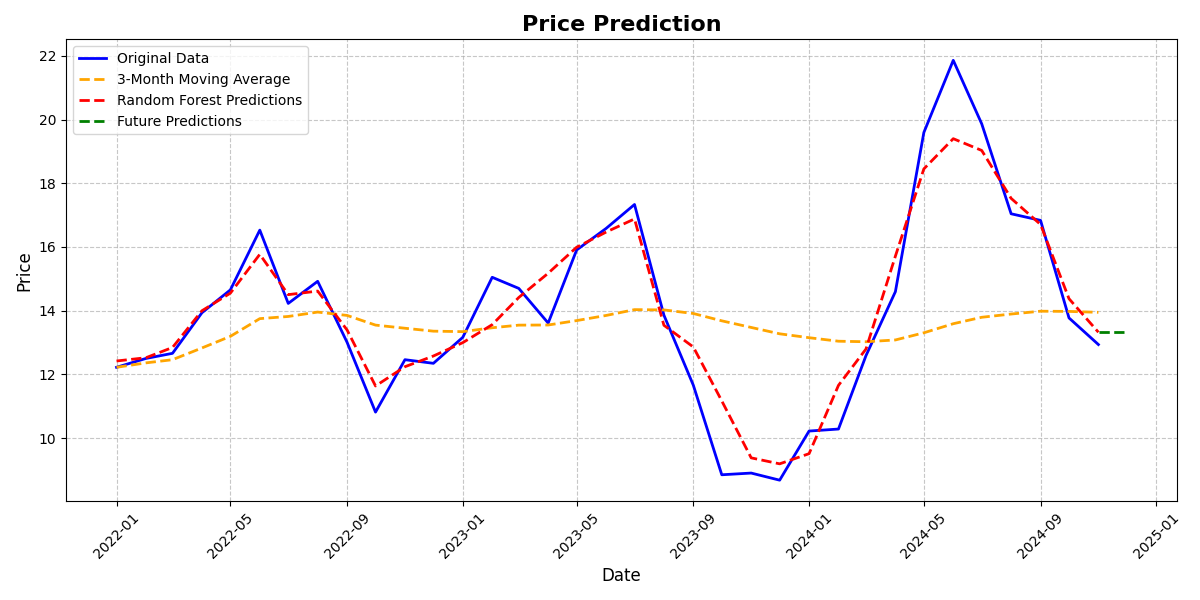 Price Prediction
Original Data
3-Month Moving Average
Random Forest Predictions
Future Predictions
Price
22
20
18
16
14
12
10
2022-01
2022-05
2022-09
2023-01
2023-05
2023-09
2024-01
2024-05
2024-09
2025-01
Date